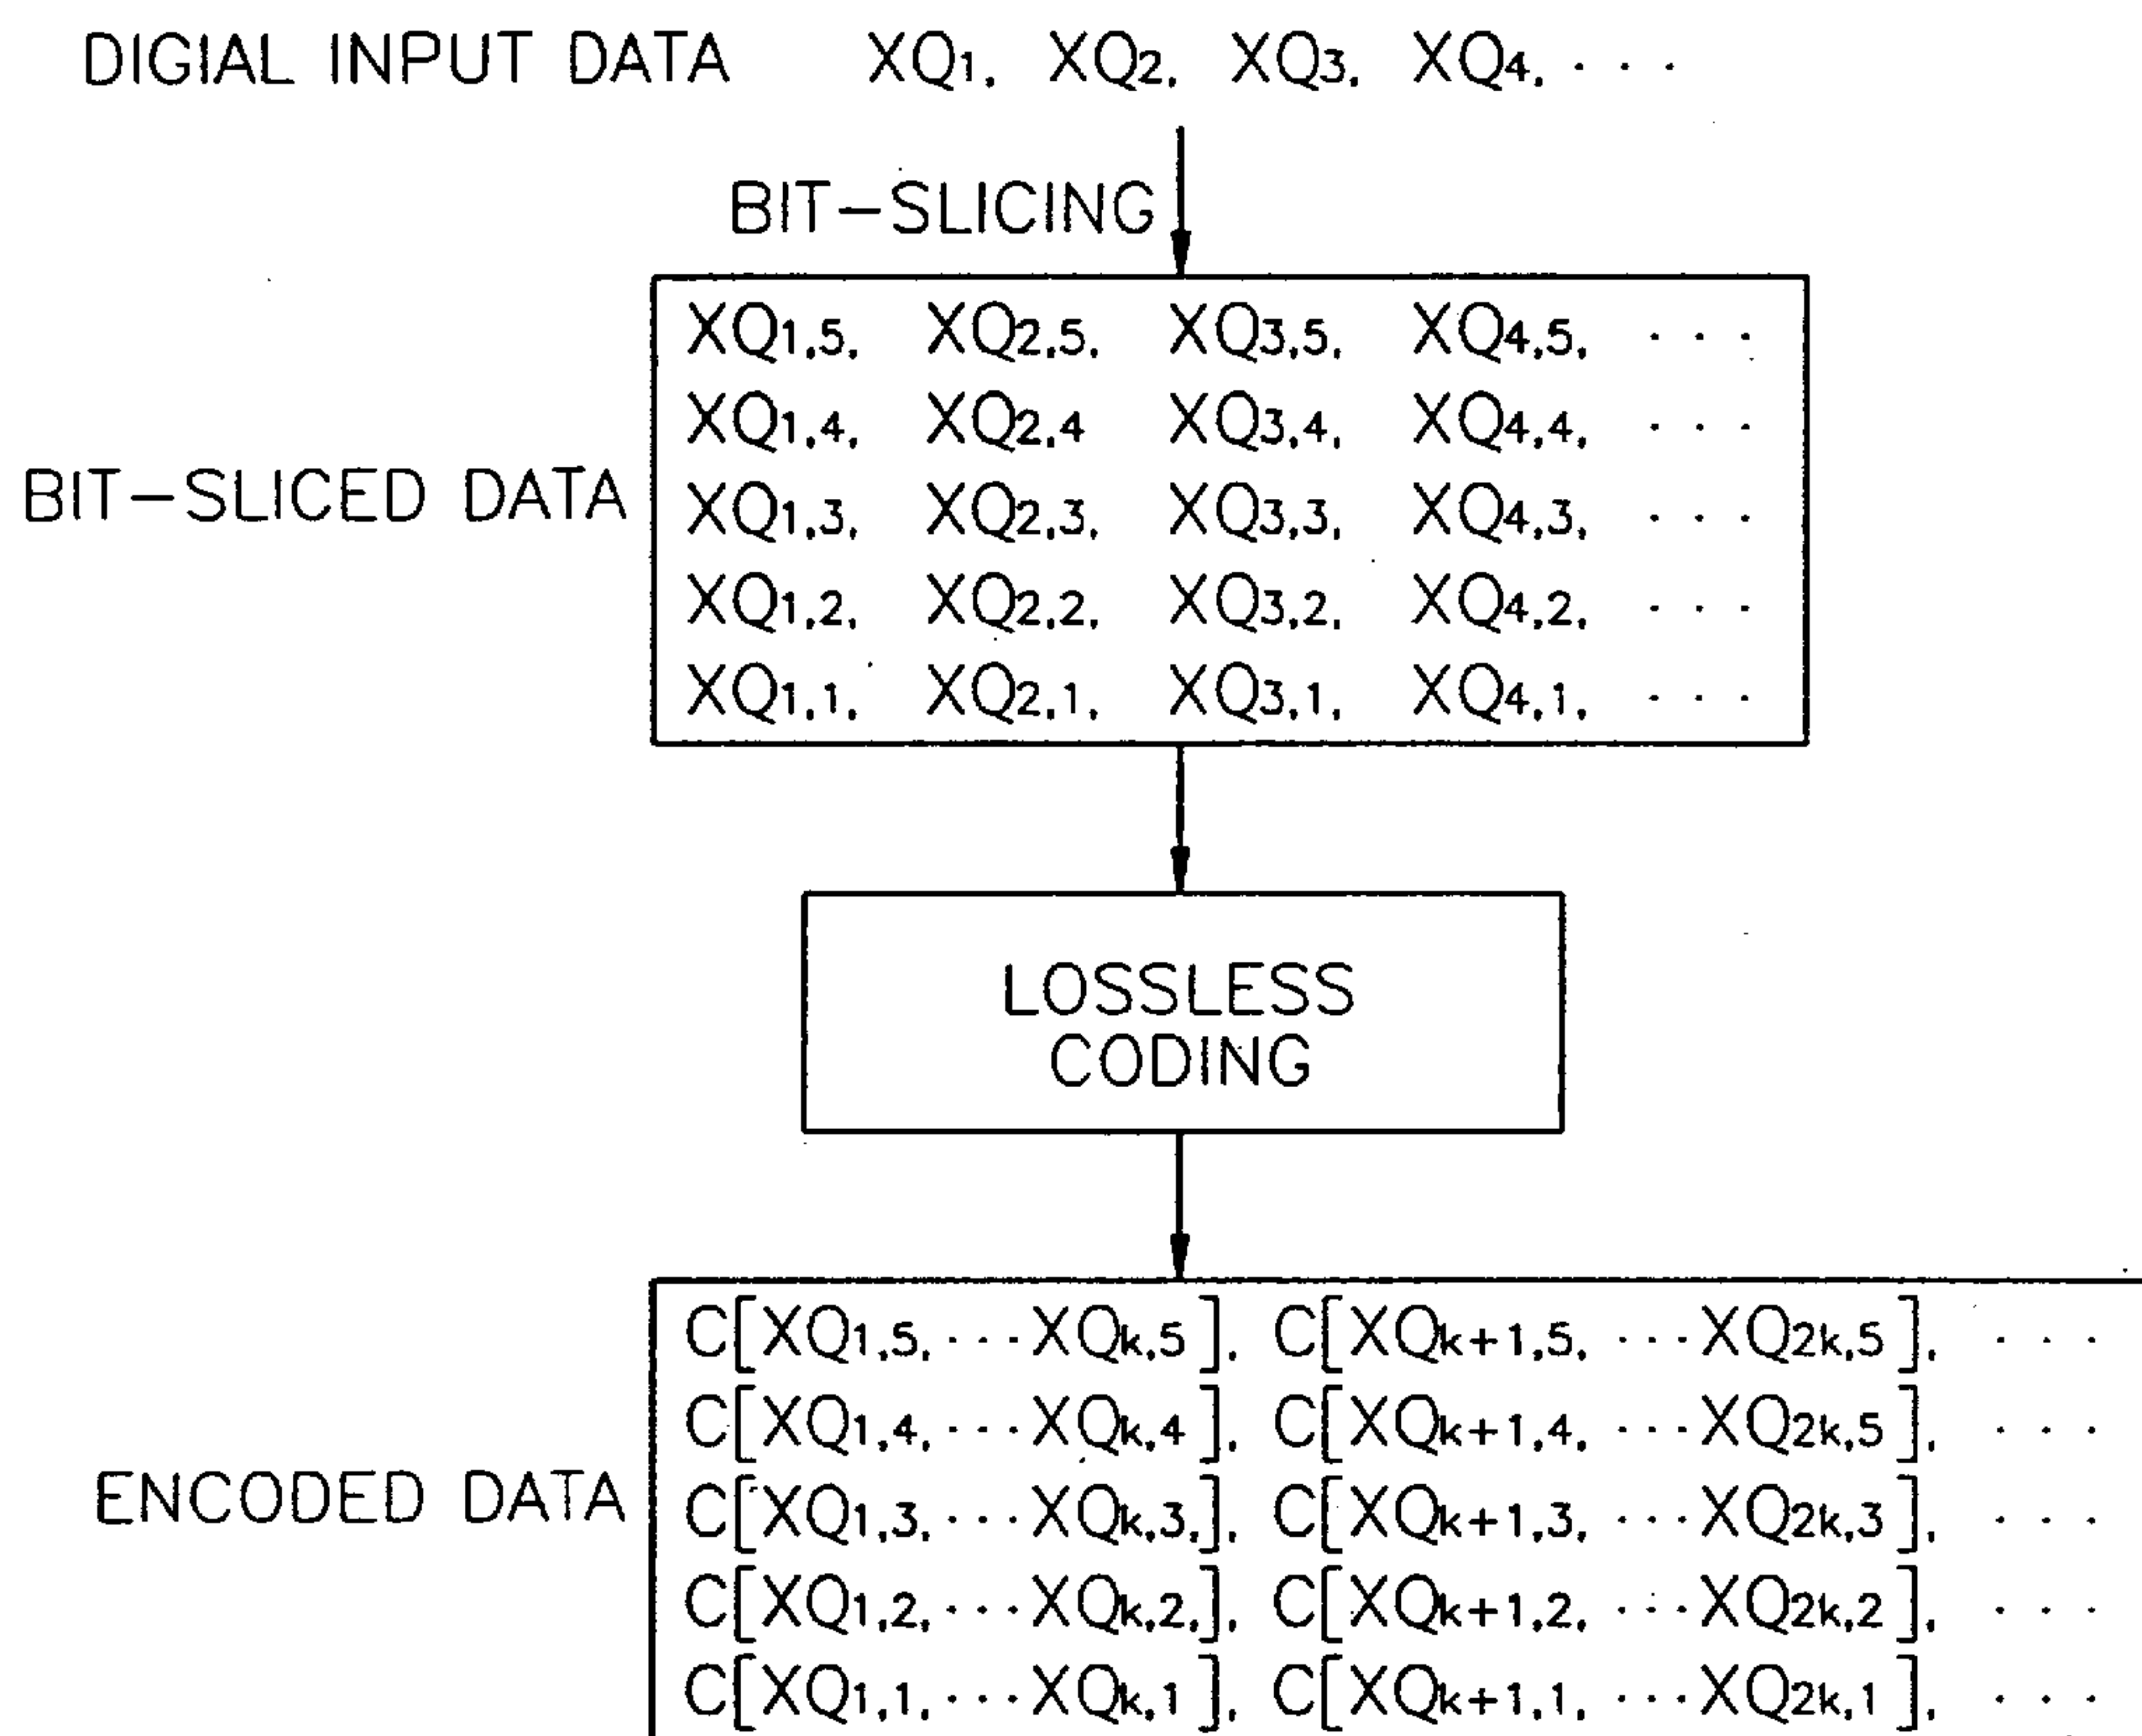 DIGIAL INPUT DATA XQ1, XQ2, XQ3, XQ4, ···
BIT-SLICING
XQ1,5, XQ2,5, XQ3,5, XQ4,5, ···
XQ1,4, XQ2,4 XQ3,4, XQ4,4, ···
BIT-SLICED DATA
XQ1,3, XQ2,3, XQ3,3, XQ4,3, ···
XQ1,2, XQ2,2, XQ3,2, XQ4,2, ···
XQ1,1, XQ2,1, XQ3,1, XQ4,1, ···
LOSSLESS
CODING
C[XQ1,5, ···XQk,5], C[XQk+1,5, ···XQ2k,5], ···
C[XQ1,4, ···XQk,4], C[XQk+1,4, ···XQ2k,5], ···
ENCODED DATA
C[XQ1,3, ···XQk,3,], C[XQk+1,3, ···XQ2k,3], ···
C[XQ1,2, ···XQk,2,], C[XQk+1,2, ···XQ2k,2], ···
C[XQ1,1, ···XQk,1], C[XQk+1,1, ···XQ2k,1], ···